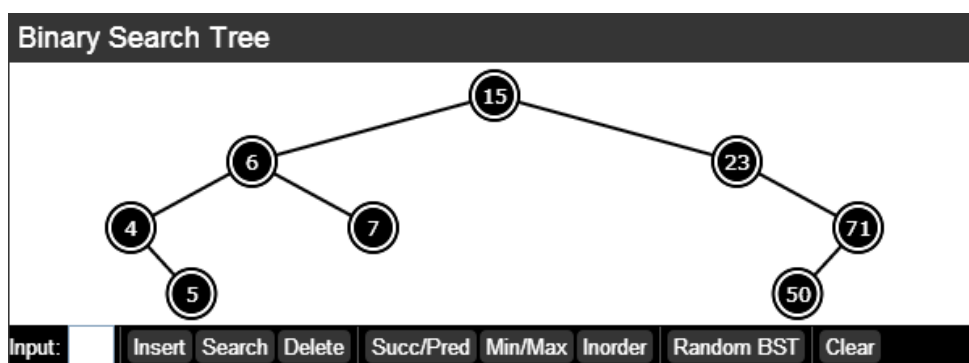 Binary Search Tree
15
6 23
4 7 71
5 50
Input: Insert Search Delete Succ/Pred Min/Max Inorder Random BST Clear